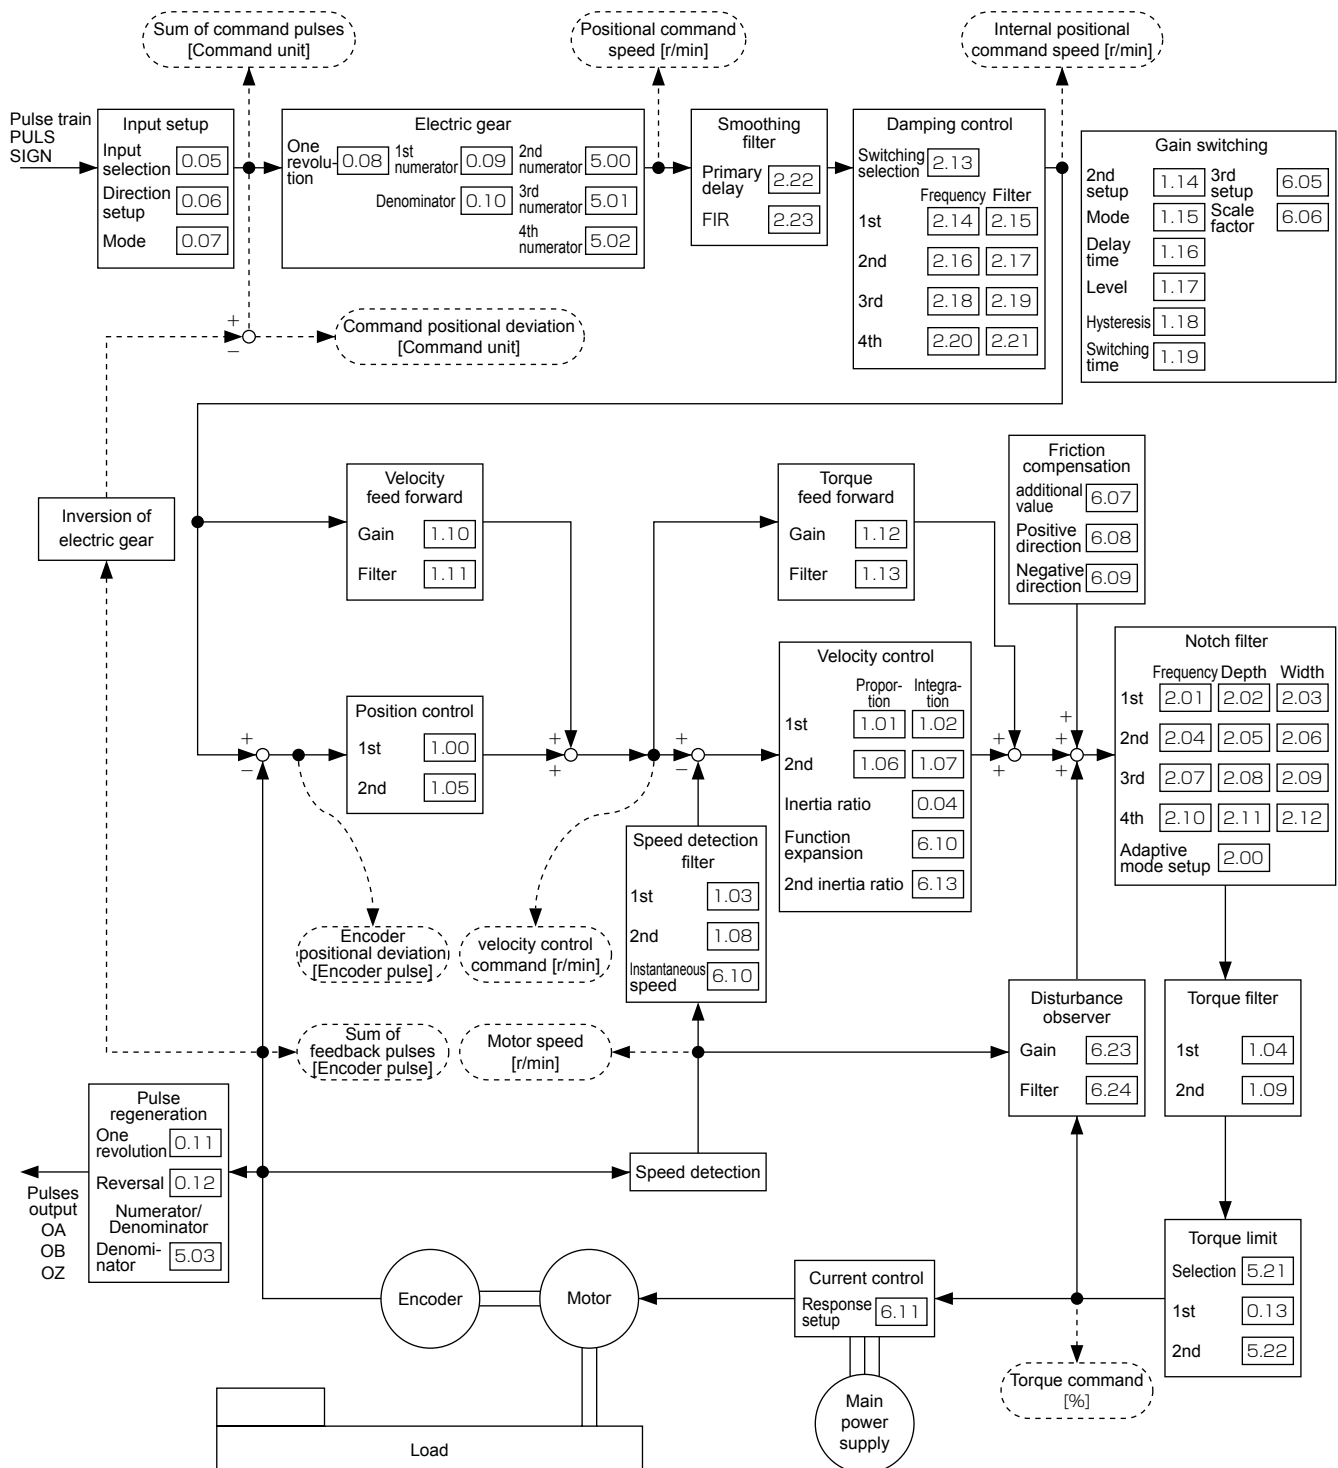 Sum of command pulses
[Command unit]
Positional command
speed [r/min]
Internal positional
command speed [r/min]
Pulse train
PULS
SIGN
Input setup
Input
selection 0.05
Direction
setup 0.06
Mode 0.07
Electric gear
One
revolu-
tion 0.08
1st
numerator 0.09
2nd
numerator 5.00
Denominator 0.10
3rd
numerator 5.01
4th
numerator 5.02
Smoothing
filter
Primary
delay 2.22
FIR 2.23
Damping control
Switching
selection 2.13
Frequency Filter
1st 2.14 2.15
2nd 2.16 2.17
3rd 2.18 2.19
4th 2.20 2.21
Gain switching
2nd
setup 1.14
3rd
setup 6.05
Mode 1.15
Scale
factor 6.06
Delay
time 1.16
Level 1.17
Hysteresis 1.18
Switching
time 1.19
+
−
Command positional deviation
[Command unit]
Inversion of
electric gear
Velocity
feed forward
Gain 1.10
Filter 1.11
Torque
feed forward
Gain 1.12
Filter 1.13
Friction
compensation
additional
value 6.07
Positive
direction 6.08
Negative
direction 6.09
+
−
Position control
1st 1.00
2nd 1.05
+
+
+
−
Velocity control
Propor-
tion
Integra-
tion
1st 1.01 1.02
2nd 1.06 1.07
Inertia ratio 0.04
Function
expansion 6.10
2nd inertia ratio 6.13
+
+
+
+
+
Notch filter
Frequency Depth Width
1st 2.01 2.02 2.03
2nd 2.04 2.05 2.06
3rd 2.07 2.08 2.09
4th 2.10 2.11 2.12
Adaptive
mode setup 2.00
Speed detection
filter
1st 1.03
2nd 1.08
Instantaneous
speed 6.10
Encoder
positional deviation
[Encoder pulse]
velocity control
command [r/min]
Sum of
feedback pulses
[Encoder pulse]
Motor speed
[r/min]
Disturbance
observer
Gain 6.23
Filter 6.24
Torque filter
1st 1.04
2nd 1.09
Pulse
regeneration
One
revolution 0.11
Reversal 0.12
Numerator/
Denominator
Denomi-
nator 5.03
Pulses
output
OA
OB
OZ
Speed detection
Torque limit
Selection 5.21
1st 0.13
2nd 5.22
Encoder
Motor
Current control
Response
setup 6.11
Torque command
[%]
Main
power
supply
Load